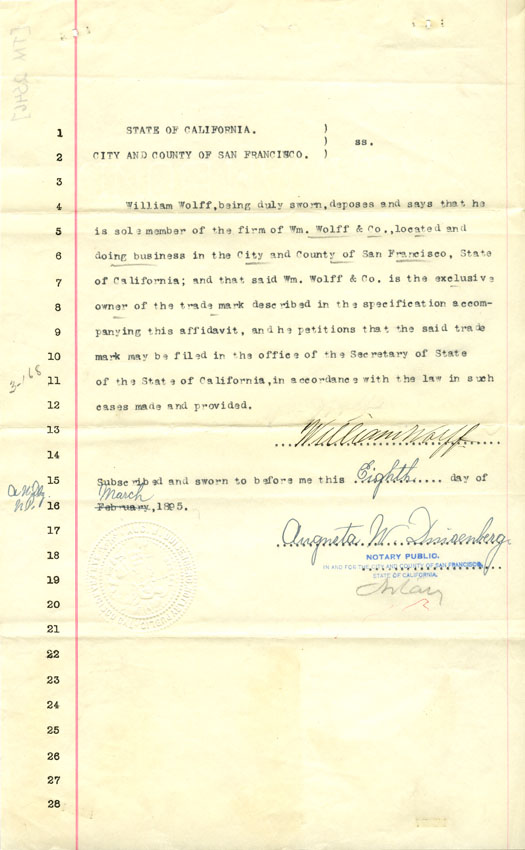 [TM 2546]
1 STATE OF CALIFORNIA. )
) ss.
2 CITY AND COUNTY OF SAN FRANCISCO. )
3
4 William Wolff, being duly sworn, deposes and says that he
5 is sole member of the firm of Wm. Wolff & Co., located and
6 doing business in the City and County of San Francisco, State
7 of California; and that said Wm. Wolff & Co. is the exclusive
8 owner of the trade mark described in the specification accom-
9 panying this affidavit, and he petitions that the said trade
10 mark may be filed in the office of the Secretary of State
3-168
11 of the State of California, in accordance with the law in such
12 cases made and provided.
13 William Wolff
14
15 Subscribed and sworn to before me this Eighth day of
March
16 February, 1895.
17 Augusta W.
18 NOTARY PUBLIC.
IN AND FOR THE CITY AND COUNTY OF SAN FRANCISCO
19 STATE OF CALIFORNIA.
20
21
22
23
24
25
26
27
28